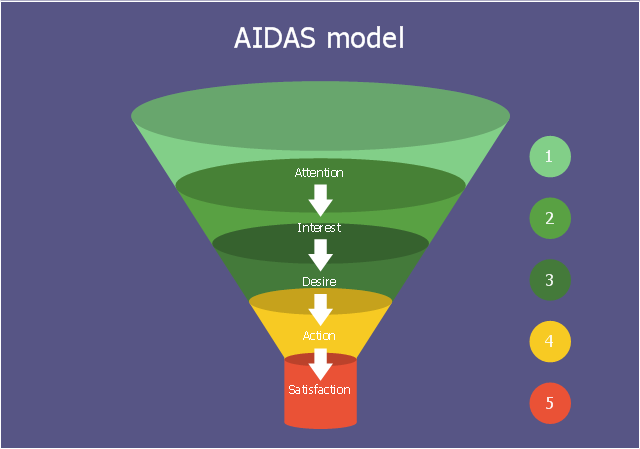 AIDAS model
Attention
1
Interest
2
Desire
3
Action
4
Satisfaction
5